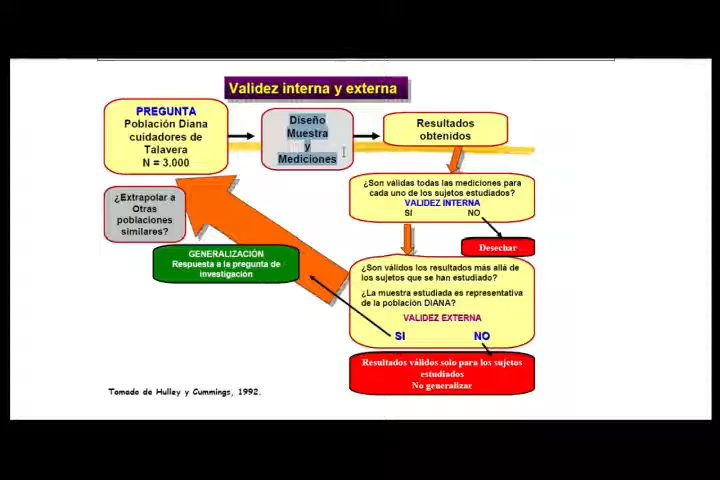 Validez interna y externa
PREGUNTA
Población Diana
cuidadores de
Talavera
N = 3.000
Diseño
Muestra
y
Mediciones
Resultados
obtenidos
¿Son válidas todas las mediciones para
cada uno de los sujetos estudiados?
VALIDEZ INTERNA
SI NO
Desechar
¿Extrapolar a
Otras
poblaciones
similares?
GENERALIZACIÓN
Respuesta a la pregunta de
investigación
¿Son válidos los resultados más allá de
los sujetos que se han estudiado?
¿La muestra estudiada es representativa
de la población DIANA?
VALIDEZ EXTERNA
SI NO
Resultados válidos solo para los sujetos
estudiados
No generalizar
Tomado de Hulley y Cummings, 1992.